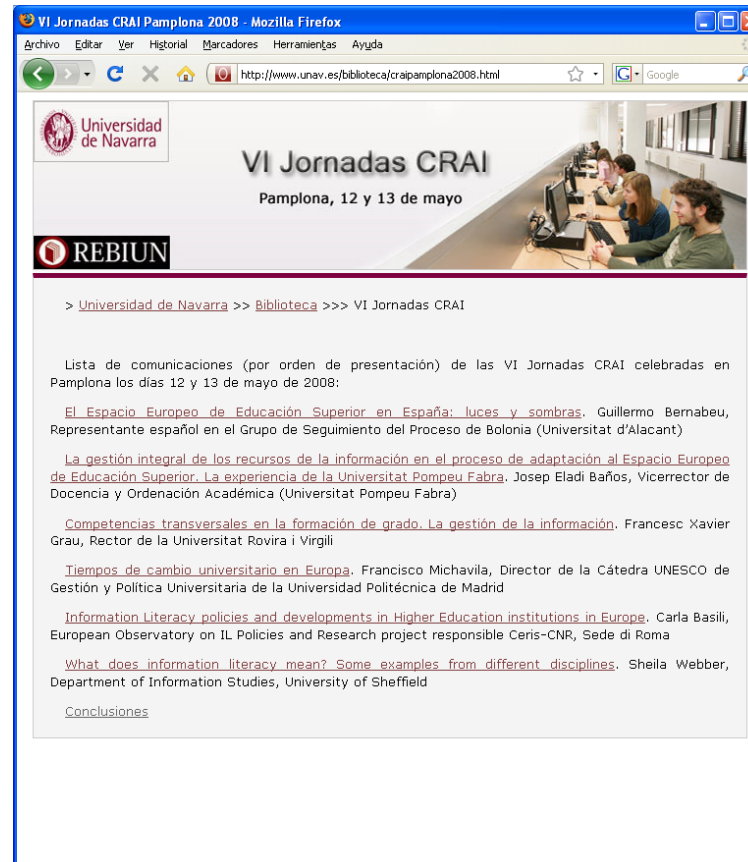 VI Jornadas CRAI Pamplona 2008 - Mozilla Firefox
Archivo Editar Ver Historial Marcadores Herramientas Ayuda
http://www.unav.es/biblioteca/craipamplona2008.html
G Google
Universidad
de Navarra
VI Jornadas CRAI
Pamplona, 12 y 13 de mayo
REBIUN
> Universidad de Navarra >> Biblioteca >>> VI Jornadas CRAI
Lista de comunicaciones (por orden de presentación) de las VI Jornadas CRAI celebradas en
Pamplona los días 12 y 13 de mayo de 2008:
El Espacio Europeo de Educación Superior en España: luces y sombras. Guillermo Bernabeu,
Representante español en el Grupo de Seguimiento del Proceso de Bolonia (Universitat d'Alacant)
La gestión integral de los recursos de la información en el proceso de adaptación al Espacio Europeo
de Educación Superior. La experiencia de la Universitat Pompeu Fabra. Josep Eladi Baños, Vicerrector de
Docencia y Ordenación Académica (Universitat Pompeu Fabra)
Competencias transversales en la formación de grado. La gestión de la información. Francesc Xavier
Grau, Rector de la Universitat Rovira i Virgili
Tiempos de cambio universitario en Europa. Francisco Michavila, Director de la Cátedra UNESCO de
Gestión y Política Universitaria de la Universidad Politécnica de Madrid
Information Literacy policies and developments in Higher Education institutions in Europe. Carla Basili,
European Observatory on IL Policies and Research project responsible Ceris-CNR, Sede di Roma
What does information literacy mean? Some examples from different disciplines. Sheila Webber,
Department of Information Studies, University of Sheffield
Conclusiones